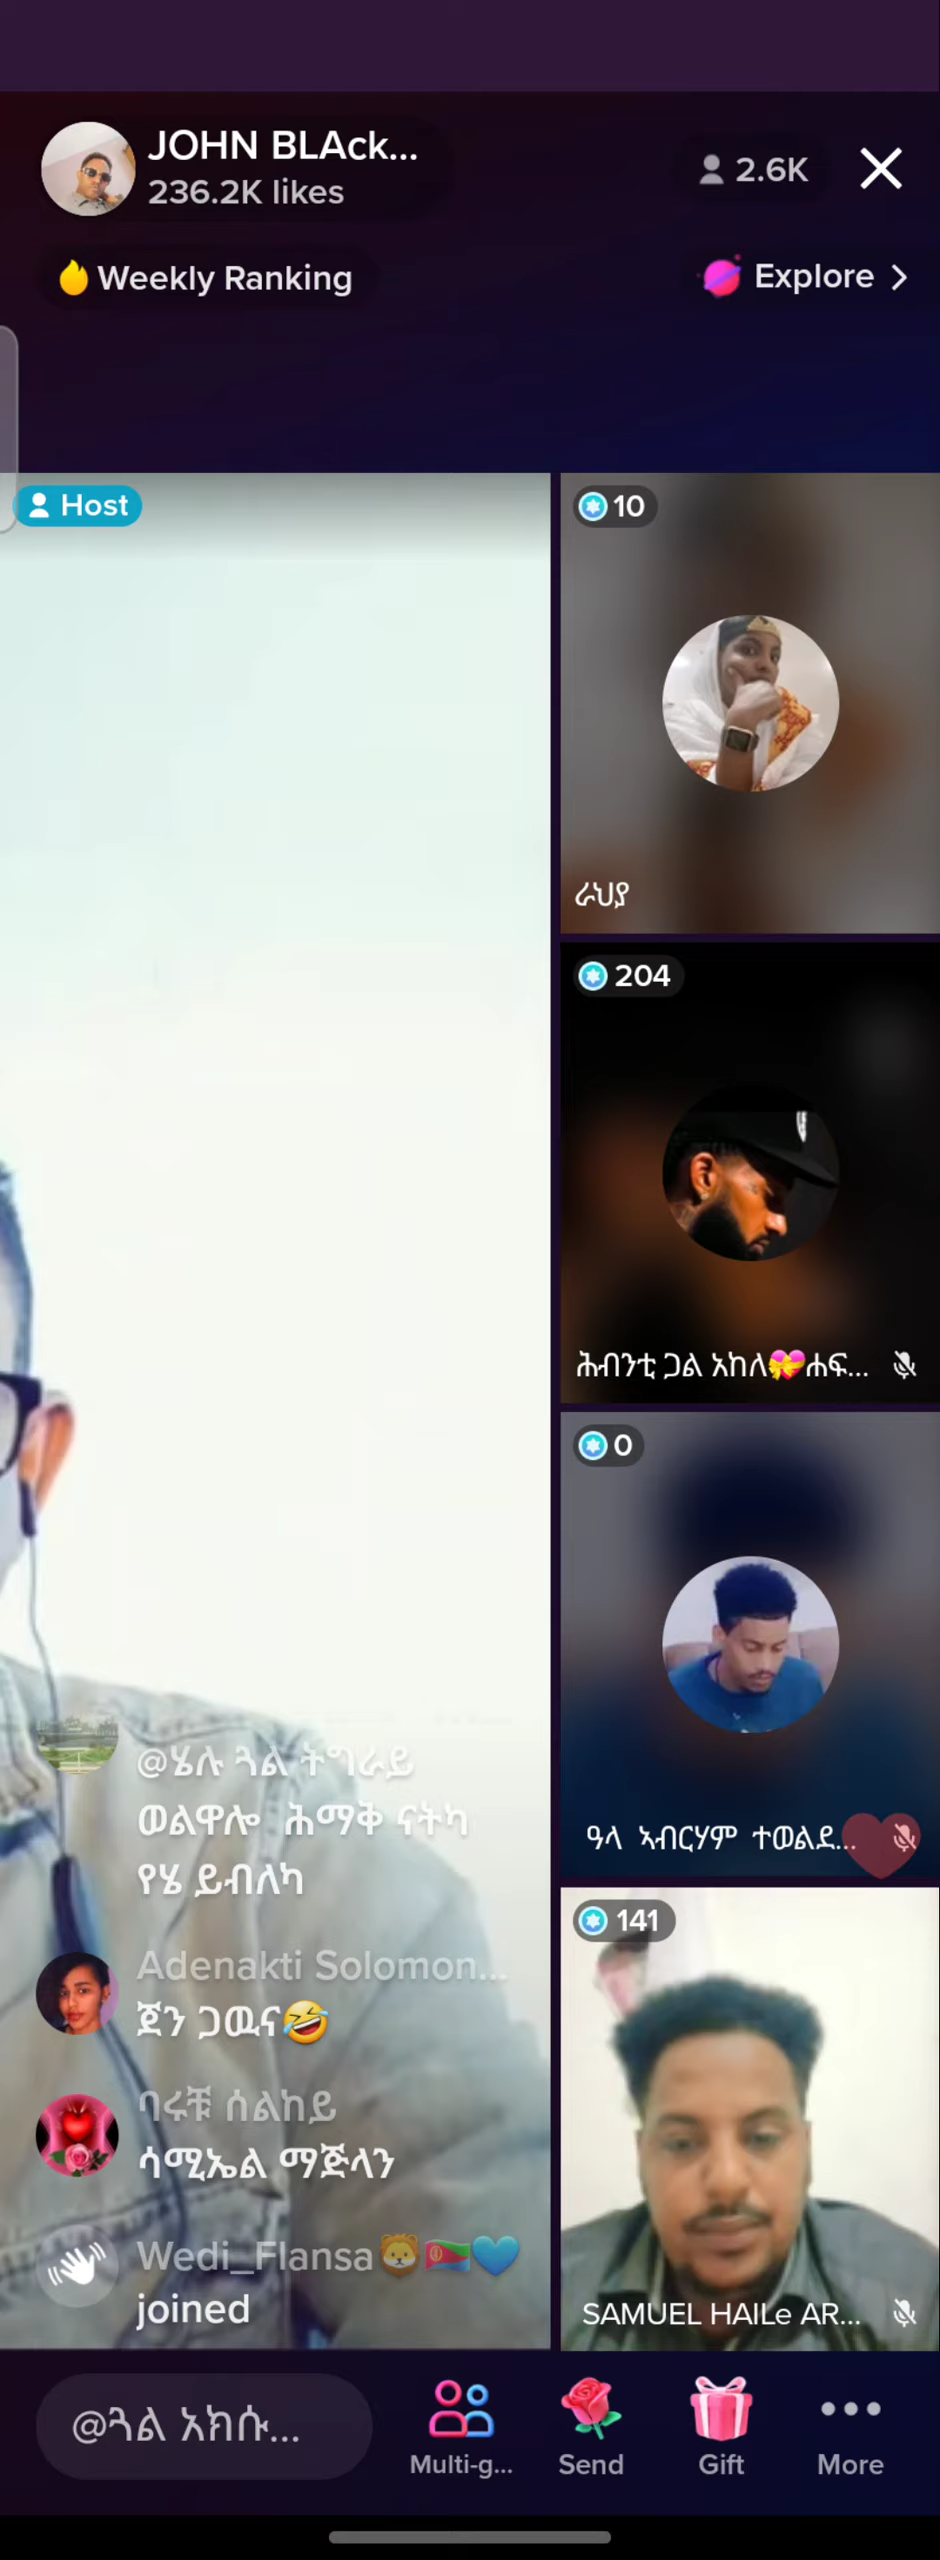 JOHN BLAck...
236.2K likes
2.6K
Weekly Ranking
Explore
Host
10
ራህያ
204
ሕብንቲ ጋል አከለ💝ሐፍ...
0
ዓላ ኣብርሃም ተወልደ...
141
SAMUEL HAILe AR...
@ሄሉ ጓል ትግራይ
ወልዋሎ ሕማቅ ናትካ
የሄ ይብለካ
Adenakti Solomon...
ጀን ጋዉና🤣
ባሩቹ ሰልከይ
ሳሚኤል ማጅላን
Wedi_Flansa🦁🇪🇷💙
joined
@ጓል አክሱ...
Multi-g...
Send
Gift
More